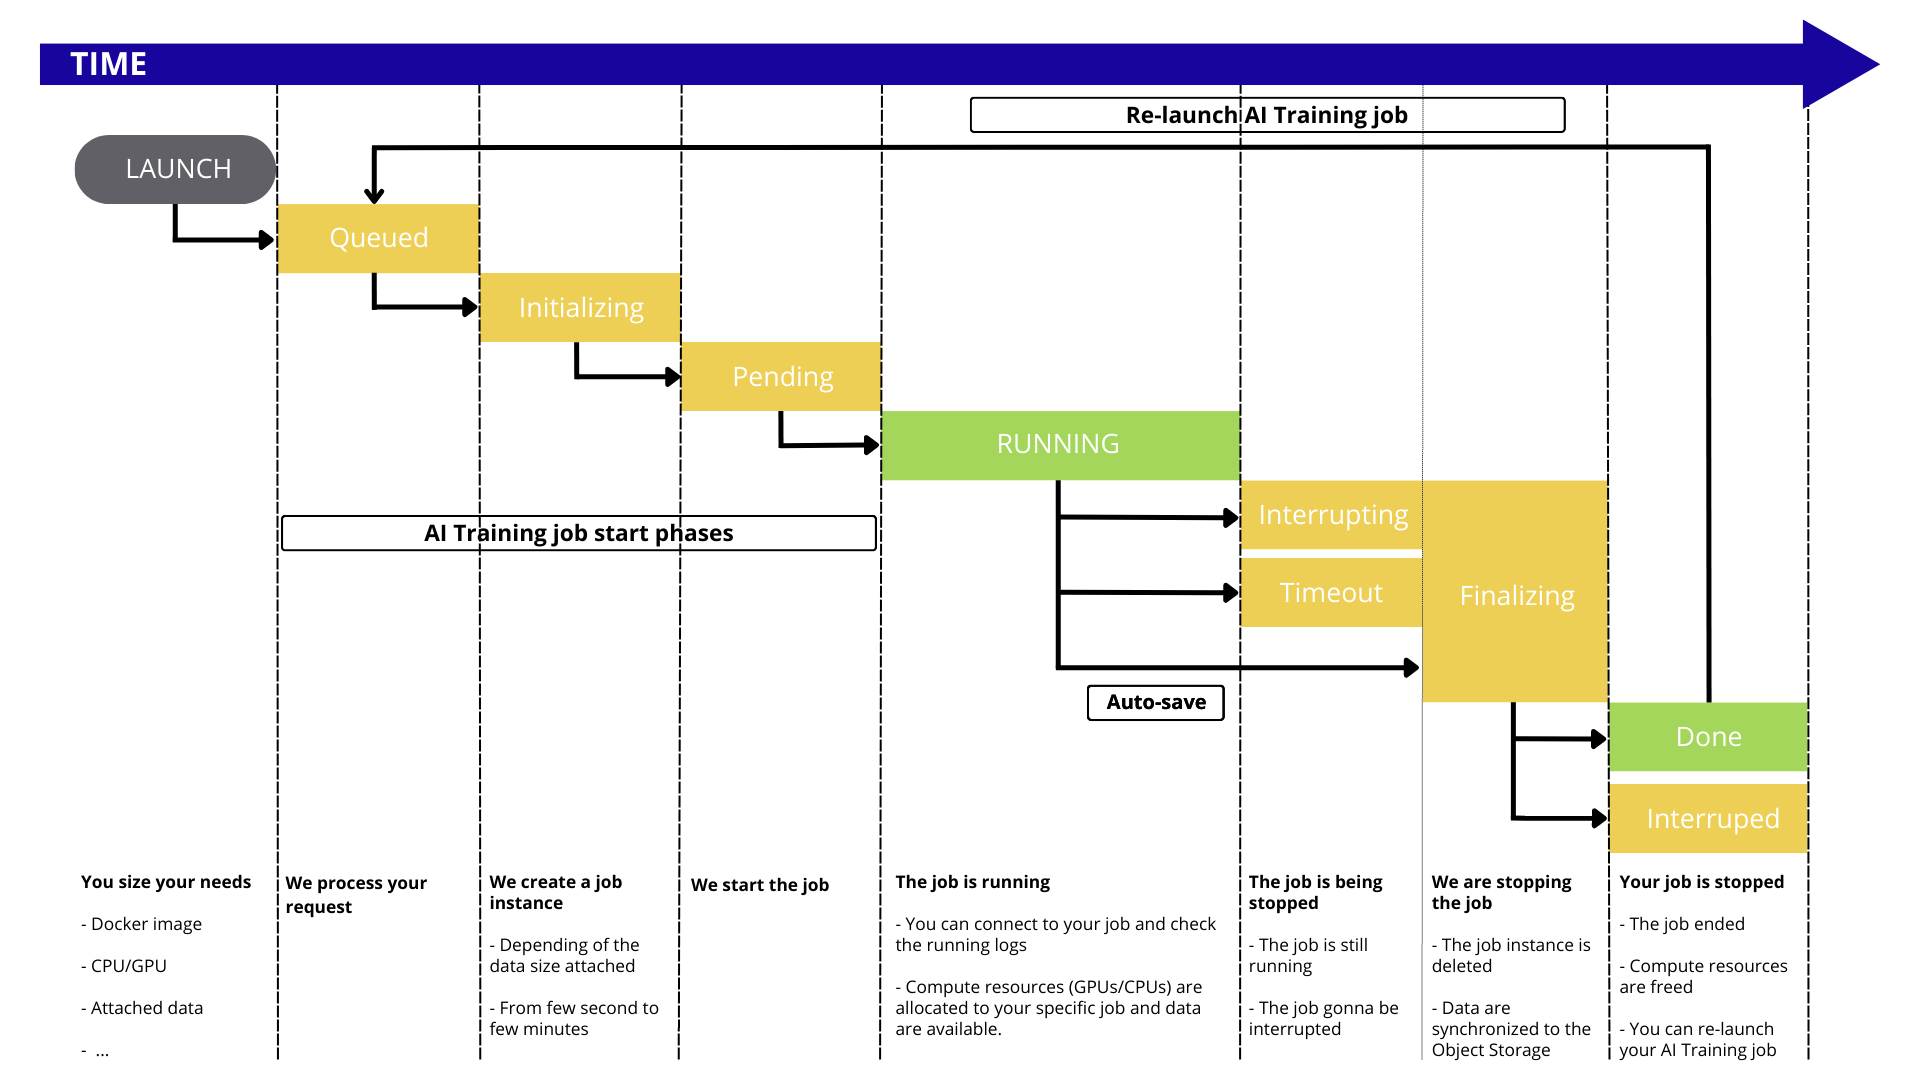 TIME
Re-launch AI Training job
LAUNCH
Queued
Initializing
Pending
RUNNING
Interrupting
AI Training job start phases
Timeout
Finalizing
Auto-save
Done
Interruped
You size your needs
- Docker image
- CPU/GPU
- Attached data
- ...
We process your
request
We create a job
instance
- Depending of the
data size attached
- From few second to
few minutes
We start the job
The job is running
- You can connect to your job and check
the running logs
- Compute resources (GPUs/CPUs) are
allocated to your specific job and data
are available.
The job is being
stopped
- The job is still
running
- The job gonna be
interrupted
We are stopping
the job
- The job instance is
deleted
- Data are
synchronized to the
Object Storage
Your job is stopped
- The job ended
- Compute resources
are freed
- You can re-launch
your AI Training job